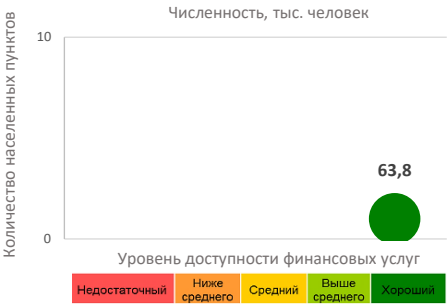 Численность, тыс. человек
Количество населенных пунктов
10
63,8
0
Уровень доступности финансовых услуг
Недостаточный
Ниже
среднего
Средний
Выше
среднего
Хороший